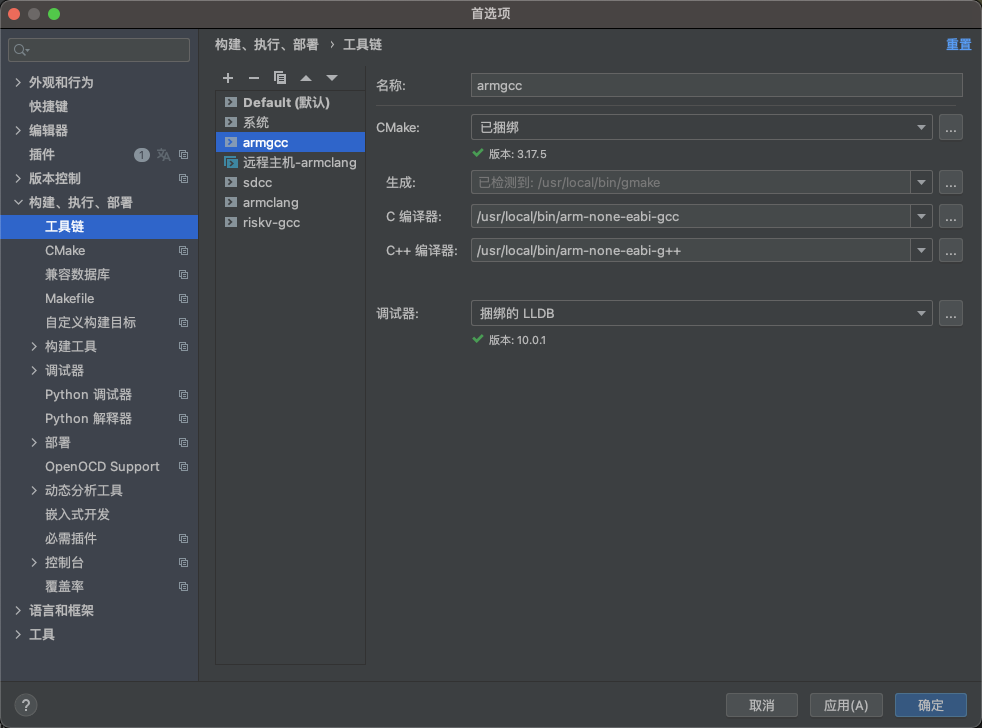 首选项
构建、执行、部署 › 工具链
重置
外观和行为
快捷键
编辑器
插件 1
版本控制
构建、执行、部署
工具链
CMake
兼容数据库
Makefile
自定义构建目标
构建工具
调试器
Python 调试器
Python 解释器
部署
OpenOCD Support
动态分析工具
嵌入式开发
必需插件
控制台
覆盖率
语言和框架
工具
Default (默认)
系统
armgcc
远程主机-armclang
sdcc
armclang
riskv-gcc
名称: armgcc
CMake: 已捆绑 ...
版本: 3.17.5
生成: 已检测到: /usr/local/bin/gmake ...
C 编译器: /usr/local/bin/arm-none-eabi-gcc ...
C++ 编译器: /usr/local/bin/arm-none-eabi-g++ ...
调试器: 捆绑的 LLDB ...
版本: 10.0.1
? 取消 应用(A) 确定